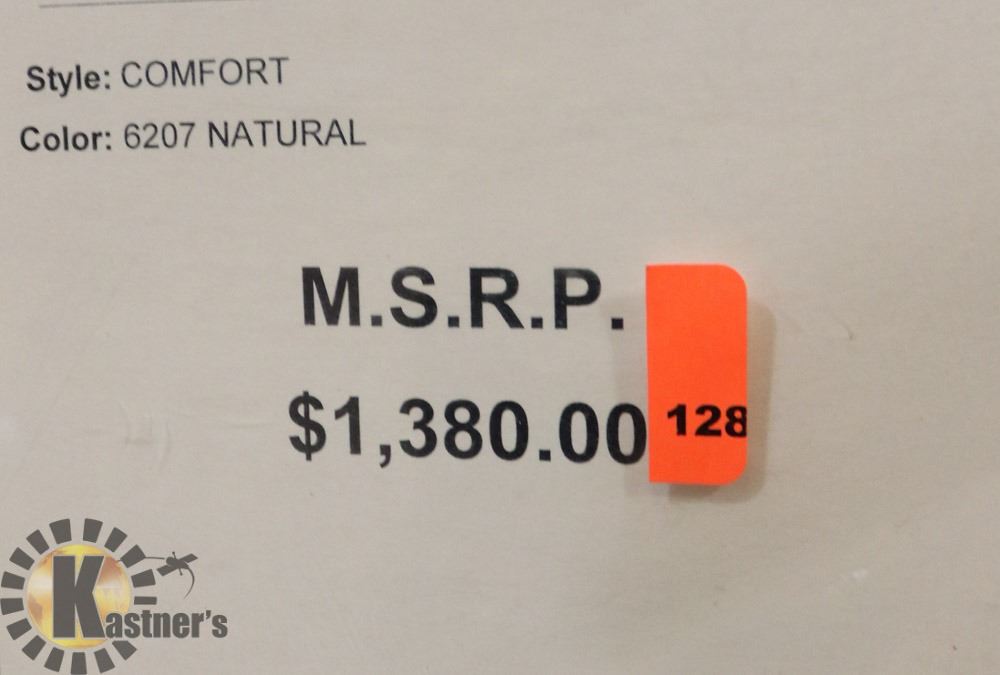 Style: COMFORT
Color: 6207 NATURAL
M.S.R.P.
$1,380.00
128
Kastner's